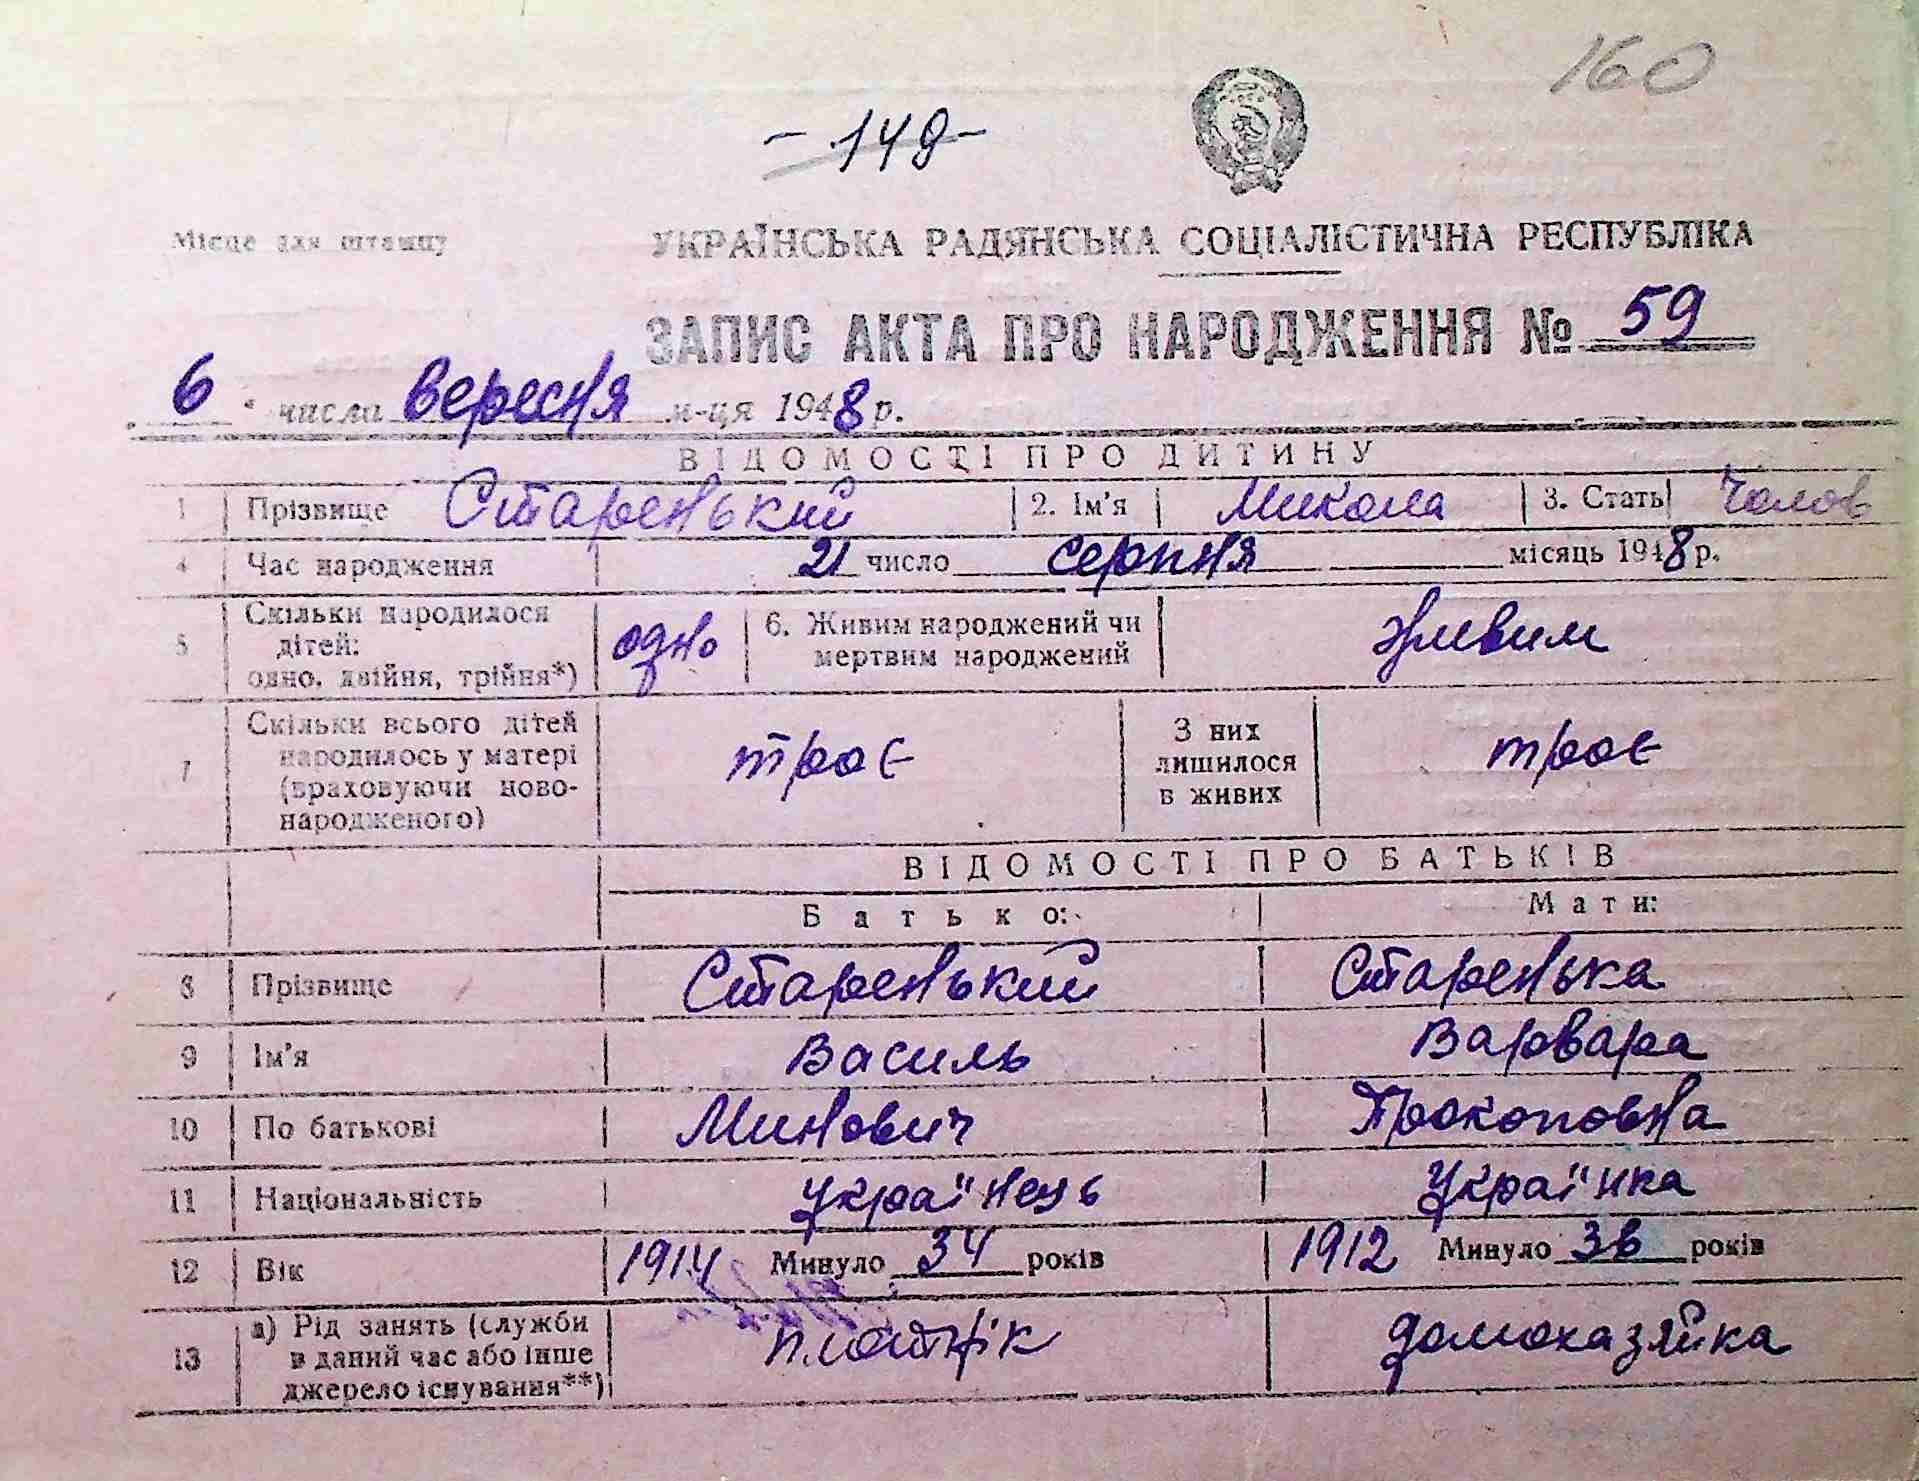 160
- 149 -
Місце для штампу
УКРАЇНСЬКА РАДЯНСЬКА СОЦІАЛІСТИЧНА РЕСПУБЛІКА
ЗАПИС АКТА ПРО НАРОДЖЕННЯ № 59
6 числа вересня м-ця 1948 р.
ВІДОМОСТІ ПРО ДИТИНУ
1 Прізвище Старенький 2. Ім'я Микола 3. Стать Чолов
4 Час народження 21 число серпня місяць 1948 р.
5 Скільки народилося дітей: одно, двійня, трійня*) одно 6. Живим народжений чи мертвим народжений живим
7 Скільки всього дітей народилось у матері (враховуючи ново-народженого) троє З них лишилося в живих троє
ВІДОМОСТІ ПРО БАТЬКІВ
Батько: Мати:
8 Прізвище Старенький Старенька
9 Ім'я Василь Варвара
10 По батькові Минович Прокоповна
11 Національність Українець Українка
12 Вік 1914 Минуло 34 років 1912 Минуло 36 років
13 а) Рід занять (служби в даний час або інше джерело існування**) плотнік домохазяйка